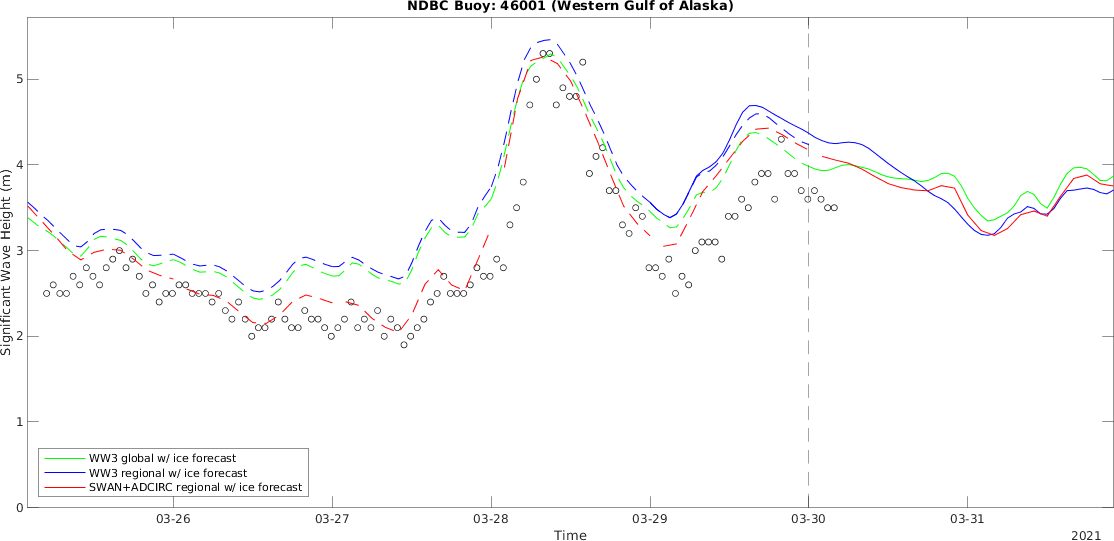 NDBC Buoy: 46001 (Western Gulf of Alaska)
Significant Wave Height (m)
5
4
3
2
1
0
WW3 global w/ ice forecast
WW3 regional w/ ice forecast
SWAN+ADCIRC regional w/ ice forecast
03-26 03-27 03-28 03-29 03-30 03-31
Time
2021